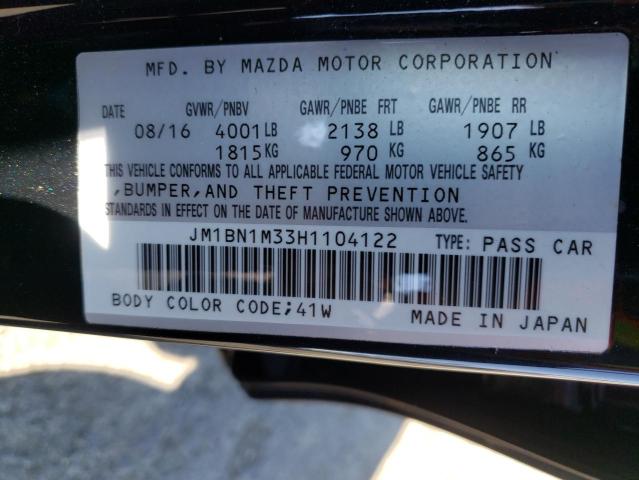 MFD. BY MAZDA MOTOR CORPORATION
DATE GVWR/PNBV GAWR/PNBE FRT GAWR/PNBE RR
08/16 4001 LB 2138 LB 1907 LB
1815 KG 970 KG 865 KG
THIS VEHICLE CONFORMS TO ALL APPLICABLE FEDERAL MOTOR VEHICLE SAFETY
,BUMPER,AND THEFT PREVENTION
STANDARDS IN EFFECT ON THE DATE OF MANUFACTURE SHOWN ABOVE.
JM1BN1M33H1104122 TYPE: PASS CAR
BODY COLOR CODE;41W MADE IN JAPAN